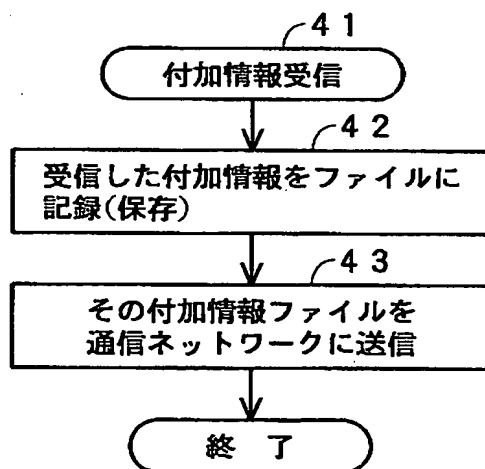 41
付加情報受信
42
受信した付加情報をファイルに
記録(保存)
43
その付加情報ファイルを
通信ネットワークに送信
終 了